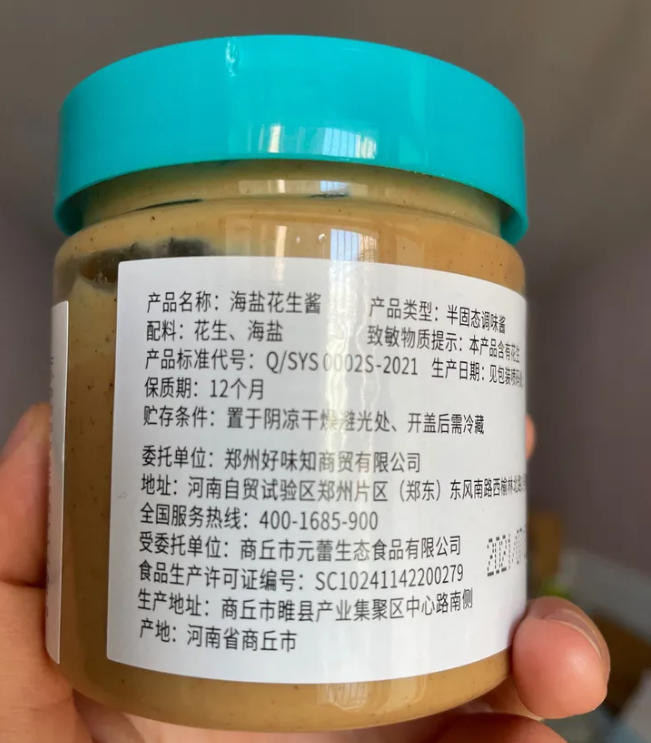 产品名称：海盐花生酱 产品类型：半固态调味酱
配料：花生、海盐 致敏物质提示：本产品含有花生
产品标准代号：Q/SYS 0002S-2021 生产日期：见包装喷码
保质期：12个月
贮存条件：置于阴凉干燥避光处、开盖后需冷藏
委托单位：郑州好味知商贸有限公司
地址：河南自贸试验区郑州片区（郑东）东风南路西榆林北
全国服务热线：400-1685-900
受委托单位：商丘市元蕾生态食品有限公司
食品生产许可证编号：SC10241142200279
生产地址：商丘市睢县产业集聚区中心路南侧
产地：河南省商丘市